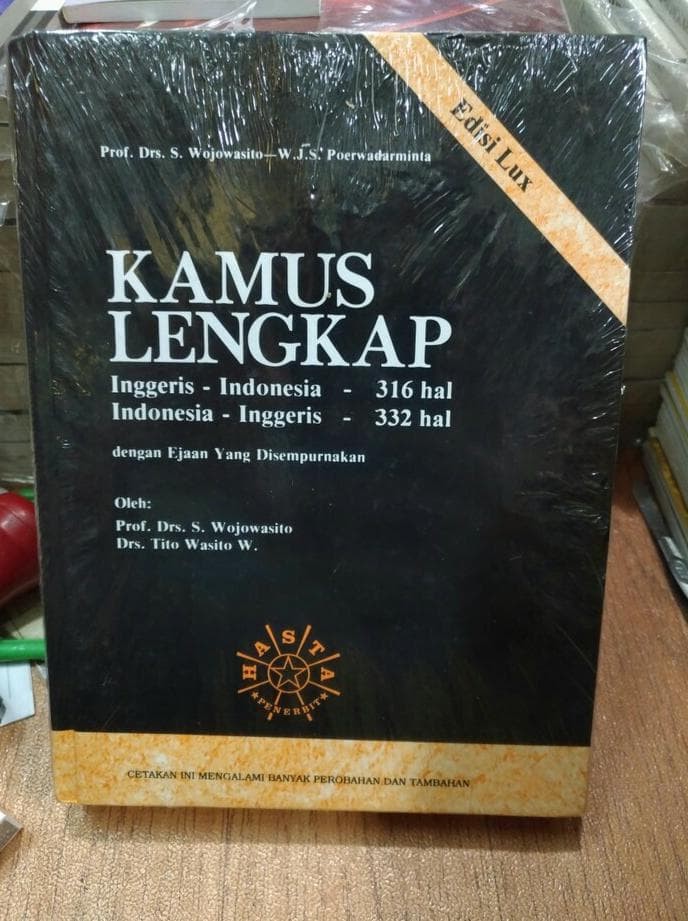 Edisi Lux
Prof. Drs. S. Wojowasito—W.J.S. Poerwadarminta
KAMUS
LENGKAP
Inggeris - Indonesia - 316 hal
Indonesia - Inggeris - 332 hal
dengan Ejaan Yang Disempurnakan
Oleh:
Prof. Drs. S. Wojowasito
Drs. Tito Wasito W.
HASTA
PENERBIT
CETAKAN INI MENGALAMI BANYAK PEROBAHAN DAN TAMBAHAN